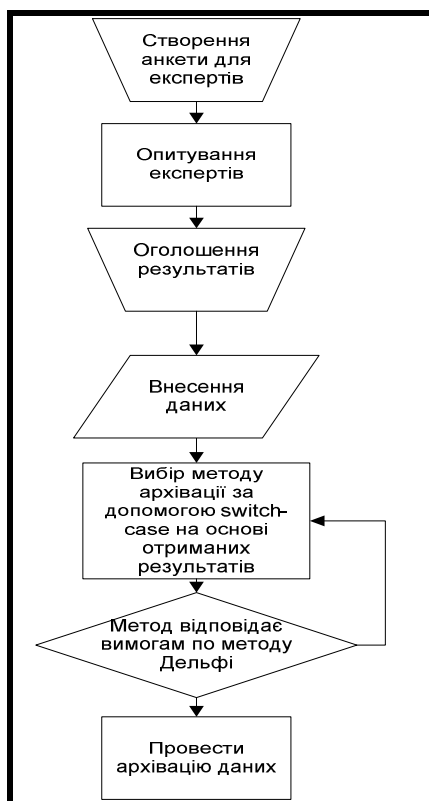 Створення
анкети для
експертів
Опитування
експертів
Оголошення
результатів
Внесення
даних
Вибір методу
архівації за
допомогою switch-
case на основі
отриманих
результатів
Метод відповідає
вимогам по методу
Дельфі
Провести
архівацію даних